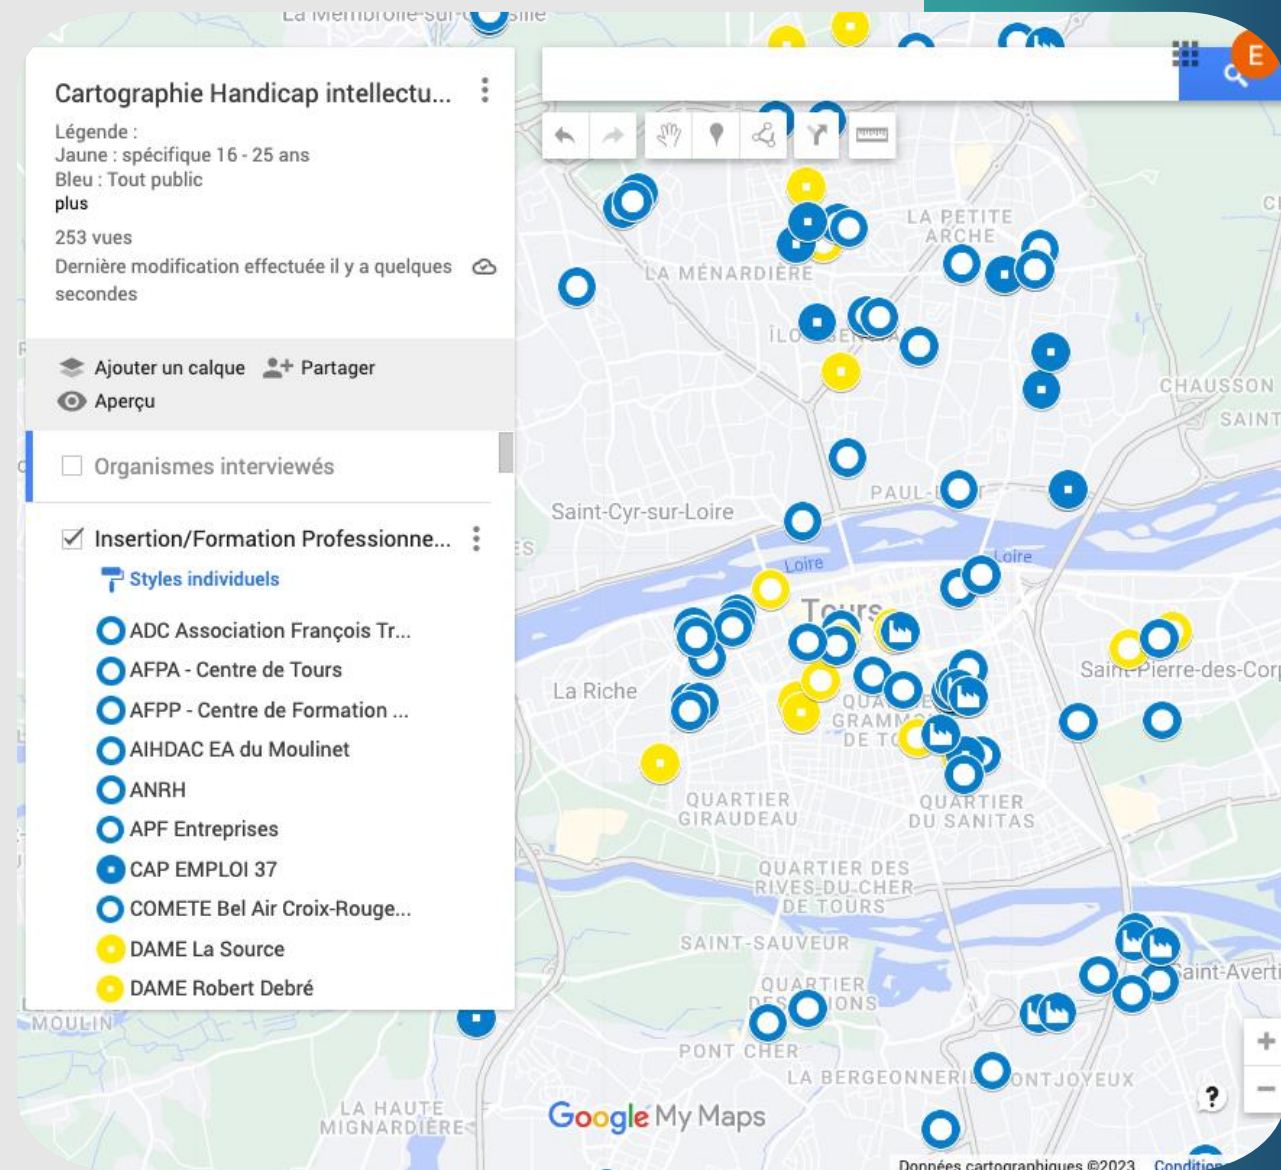 Cartographie Handicap intellectu...
Légende :
Jaune : spécifique 16 - 25 ans
Bleu : Tout public
plus
253 vues
Dernière modification effectuée il y a quelques
secondes
Ajouter un calque
Partager
Aperçu
Organismes interviewés
Insertion/Formation Professionne...
Styles individuels
ADC Association François Tr...
AFPA - Centre de Tours
AFPP - Centre de Formation ...
AIHDAC EA du Moulinet
ANRH
APF Entreprises
CAP EMPLOI 37
COMETE Bel Air Croix-Rouge...
DAME La Source
DAME Robert Debré
E
LA PETITE
ARCHE
LA MÉNARDIÈRE
CHAUSSON
SAINT
Saint-Cyr-sur-Loire
Loire
Loire
Tours
La Riche
Saint-Pierre-des-Corp
QUARTIER
GIRAUDEAU
QUARTIER
DU SANITAS
QUARTIER DES
RIVES DU CHER
DE TOURS
SAINT-SAUVEUR
QUARTIER
Saint-Averti
PONT CHER
MOULIN
LA HAUTE
MIGNARDIÈRE
Google My Maps
?
Données cartographiques ©2023
Condition